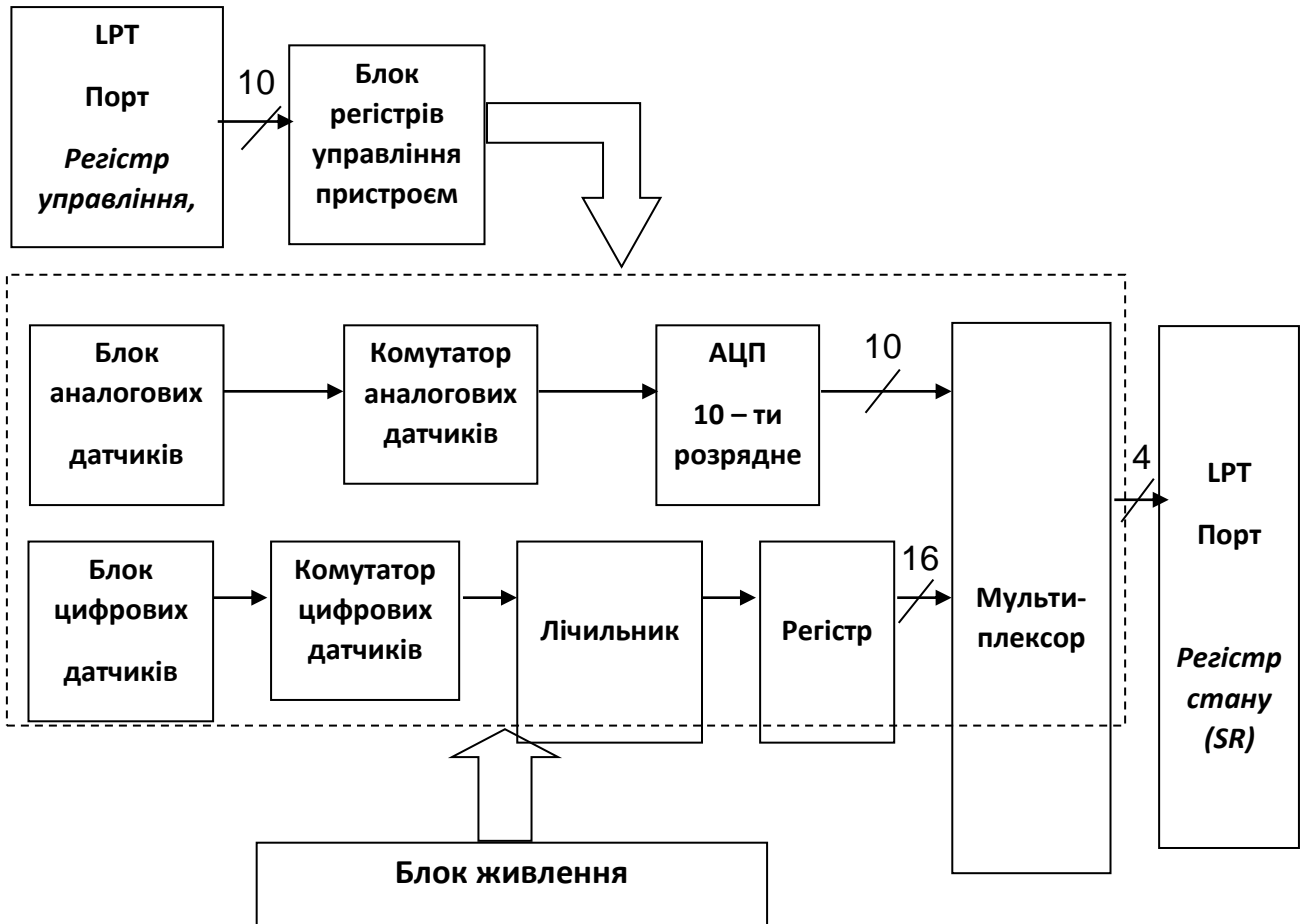 LPT
Порт
Регістр
управління,
10
Блок
регістрів
управління
пристроєм
Блок
аналогових
датчиків
Комутатор
аналогових
датчиків
АЦП
10 – ти
розрядне
10
Блок
цифрових
датчиків
Комутатор
цифрових
датчиків
Лічильник
Регістр
16
Мульти-
плексор
4
LPT
Порт
Регістр
стану
(SR)
Блок живлення